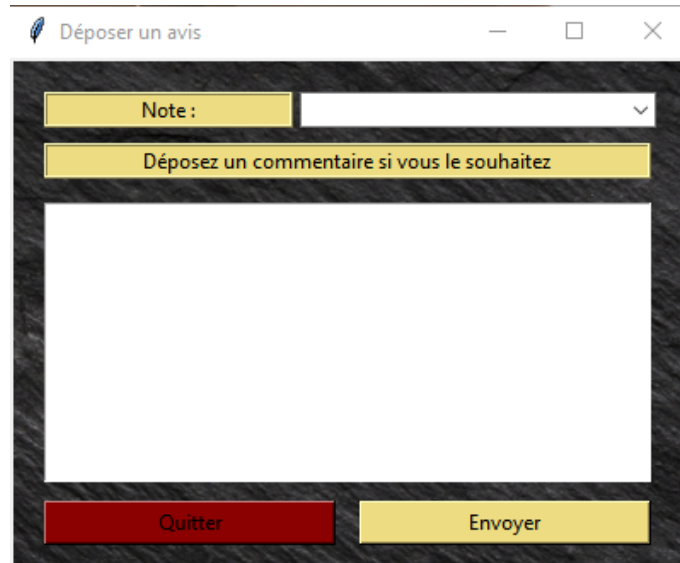 Déposer un avis
Note :
Déposez un commentaire si vous le souhaitez
Quitter
Envoyer